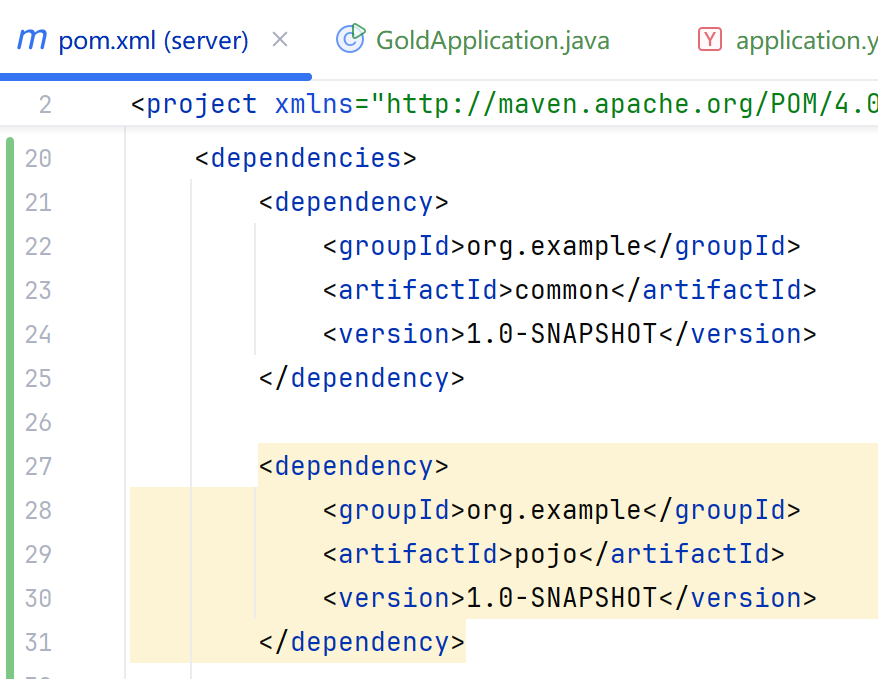 m pom.xml (server) × C GoldApplication.java Y application.y
2 <project xmlns="http://maven.apache.org/POM/4.0
20 <dependencies>
21 <dependency>
22 <groupId>org.example</groupId>
23 <artifactId>common</artifactId>
24 <version>1.0-SNAPSHOT</version>
25 </dependency>
26
27 <dependency>
28 <groupId>org.example</groupId>
29 <artifactId>pojo</artifactId>
30 <version>1.0-SNAPSHOT</version>
31 </dependency>